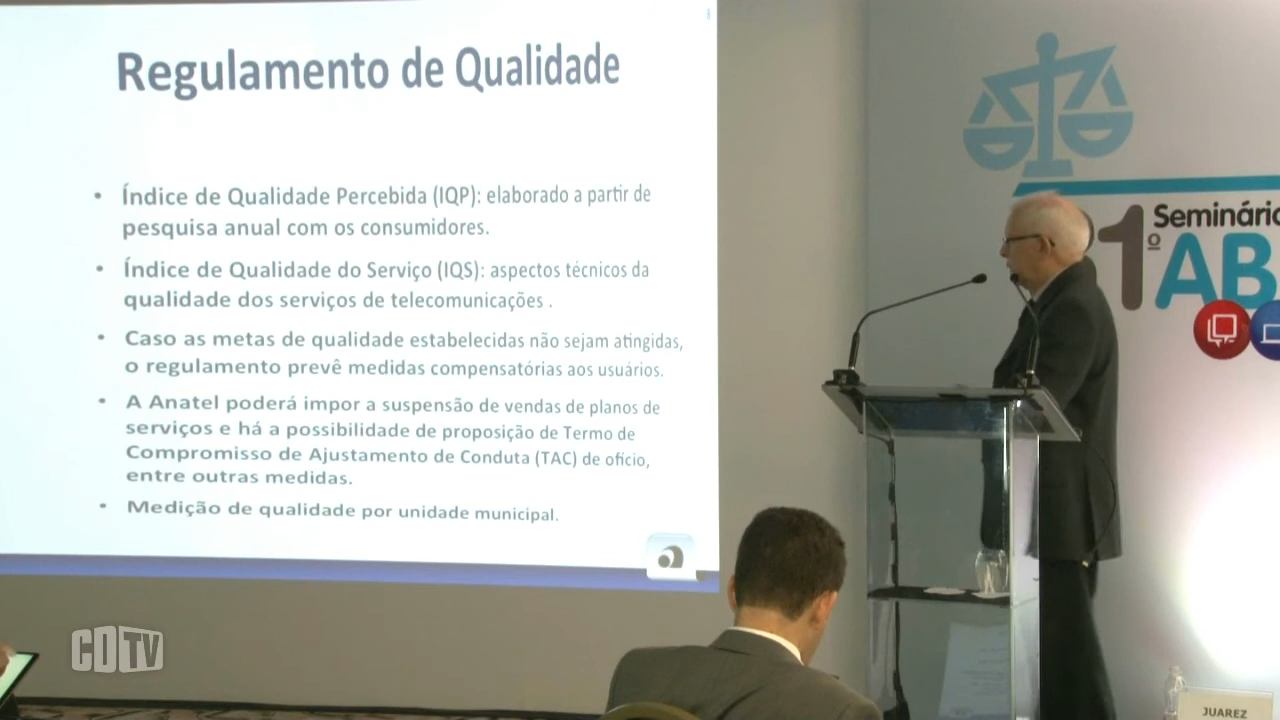 Regulamento de Qualidade
• Índice de Qualidade Percebida (IQP): elaborado a partir de
pesquisa anual com os consumidores.
• Índice de Qualidade do Serviço (IQS): aspectos técnicos da
qualidade dos serviços de telecomunicações .
• Caso as metas de qualidade estabelecidas não sejam atingidas,
o regulamento prevê medidas compensatórias aos usuários.
• A Anatel poderá impor a suspensão de vendas de planos de
serviços e há a possibilidade de proposição de Termo de
Compromisso de Ajustamento de Conduta (TAC) de ofício,
entre outras medidas.
• Medição de qualidade por unidade municipal.
1º Seminário
AB
CDTV
JUAREZ